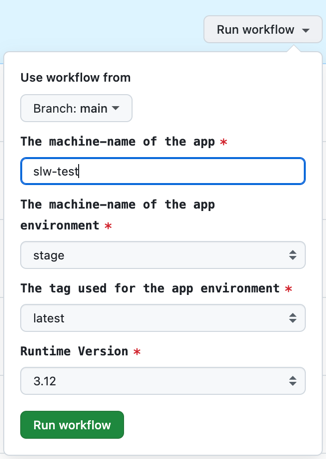 Run workflow
Use workflow from
Branch: main
The machine-name of the app *
slw-test
The machine-name of the app
environment *
stage
The tag used for the app environment *
latest
Runtime Version *
3.12
Run workflow